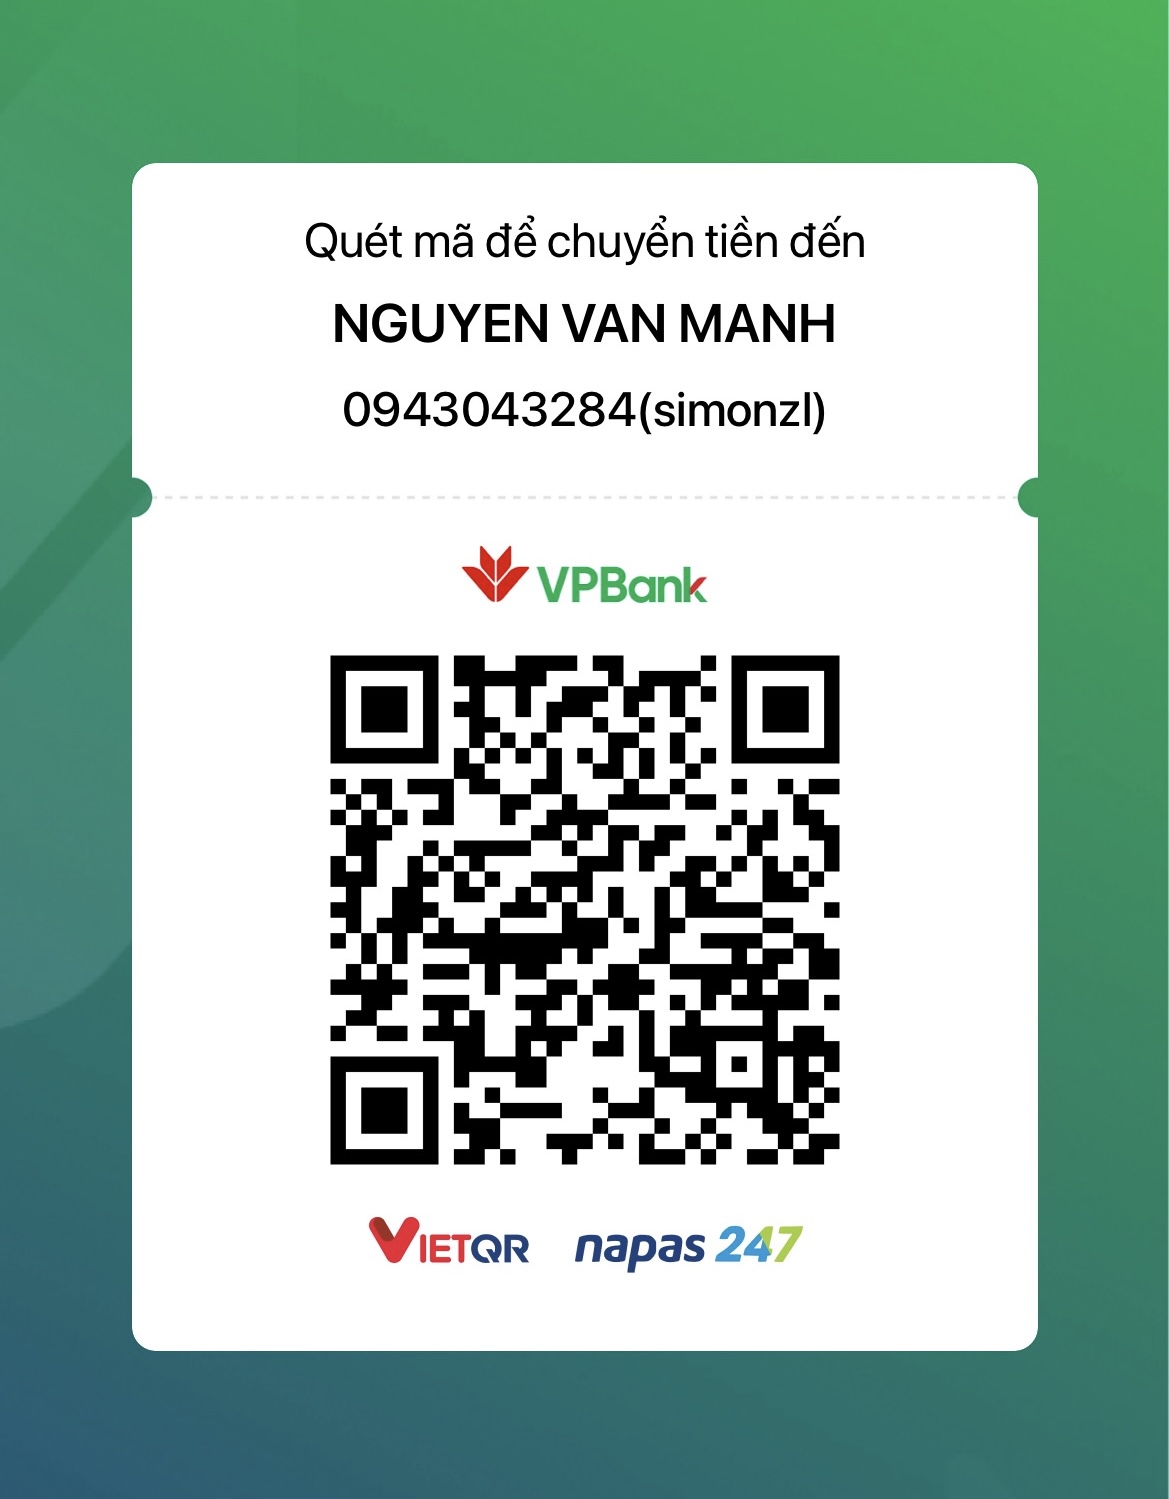 Quét mã để chuyển tiền đến
NGUYEN VAN MANH
0943043284(simonzl)
VPBank
VIETQR napas 247